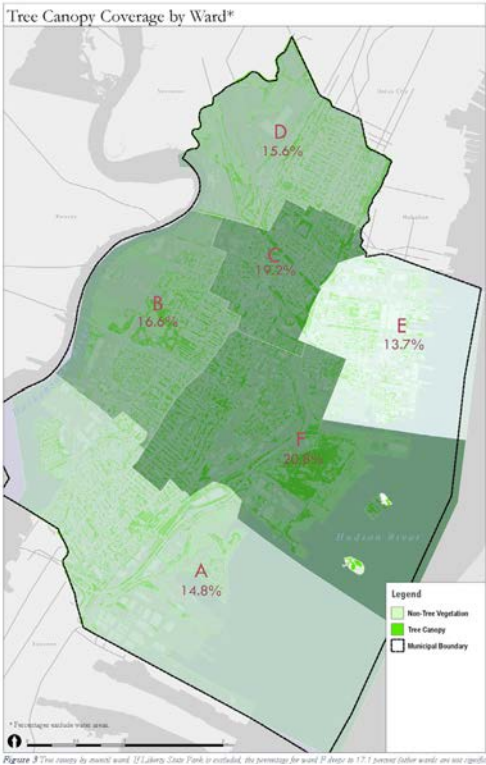 Tree Canopy Coverage by Ward*
D
15.6%
C
19.2%
B
16.6%
E
13.7%
F
20.8%
Hudson River
A
14.8%
Legend
Non-Tree Vegetation
Tree Canopy
Municipal Boundary
* Percentages exclude water areas.
Figure 3 Tree canopy by municipal ward. If Liberty State Park is excluded, the percentage for ward F drops to 17.1 percent (other wards are not